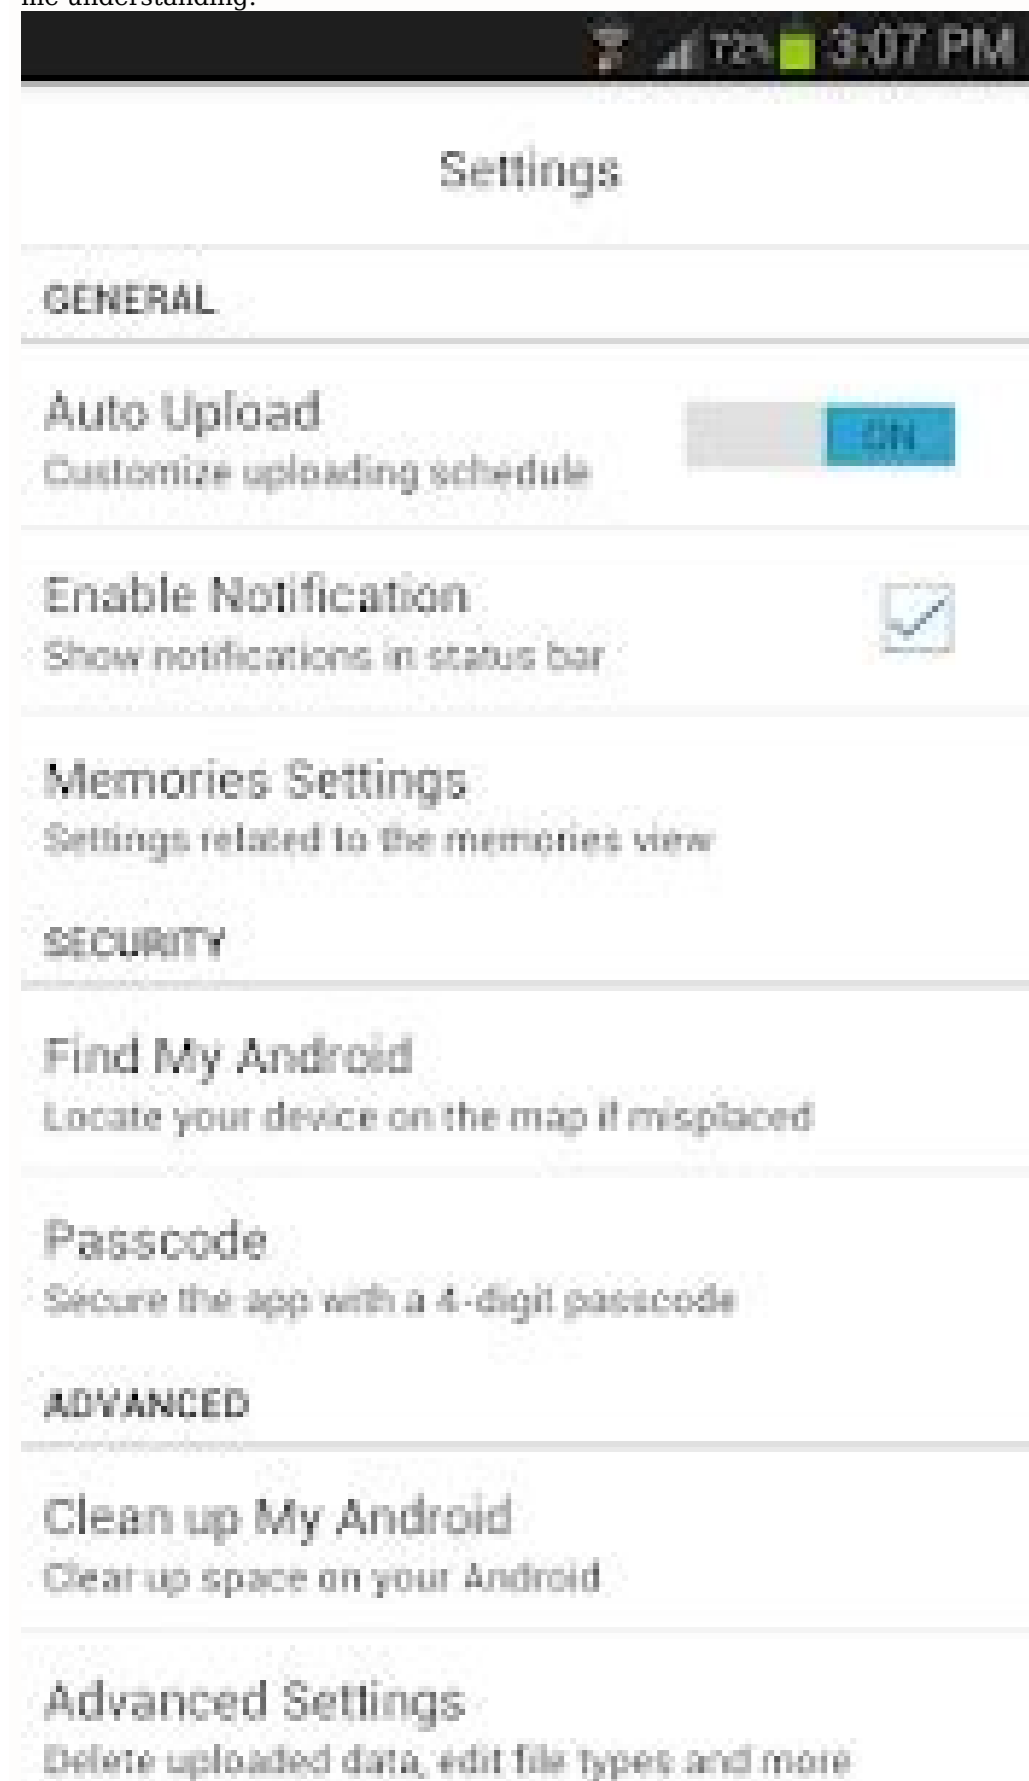 me understanding.
72% 3:07 PM
Settings
GENERAL
Auto Upload
ON
Customize uploading schedule
Enable Notification
Show notifications in status bar
Memories Settings
Settings related to the memories view
SECURITY
Find My Android
Locate your device on the map if misplaced
Passcode
Secure the app with a 4-digit passcode
ADVANCED
Clean up My Android
Clear up space on your Android
Advanced Settings
Delete uploaded data, edit file types and more